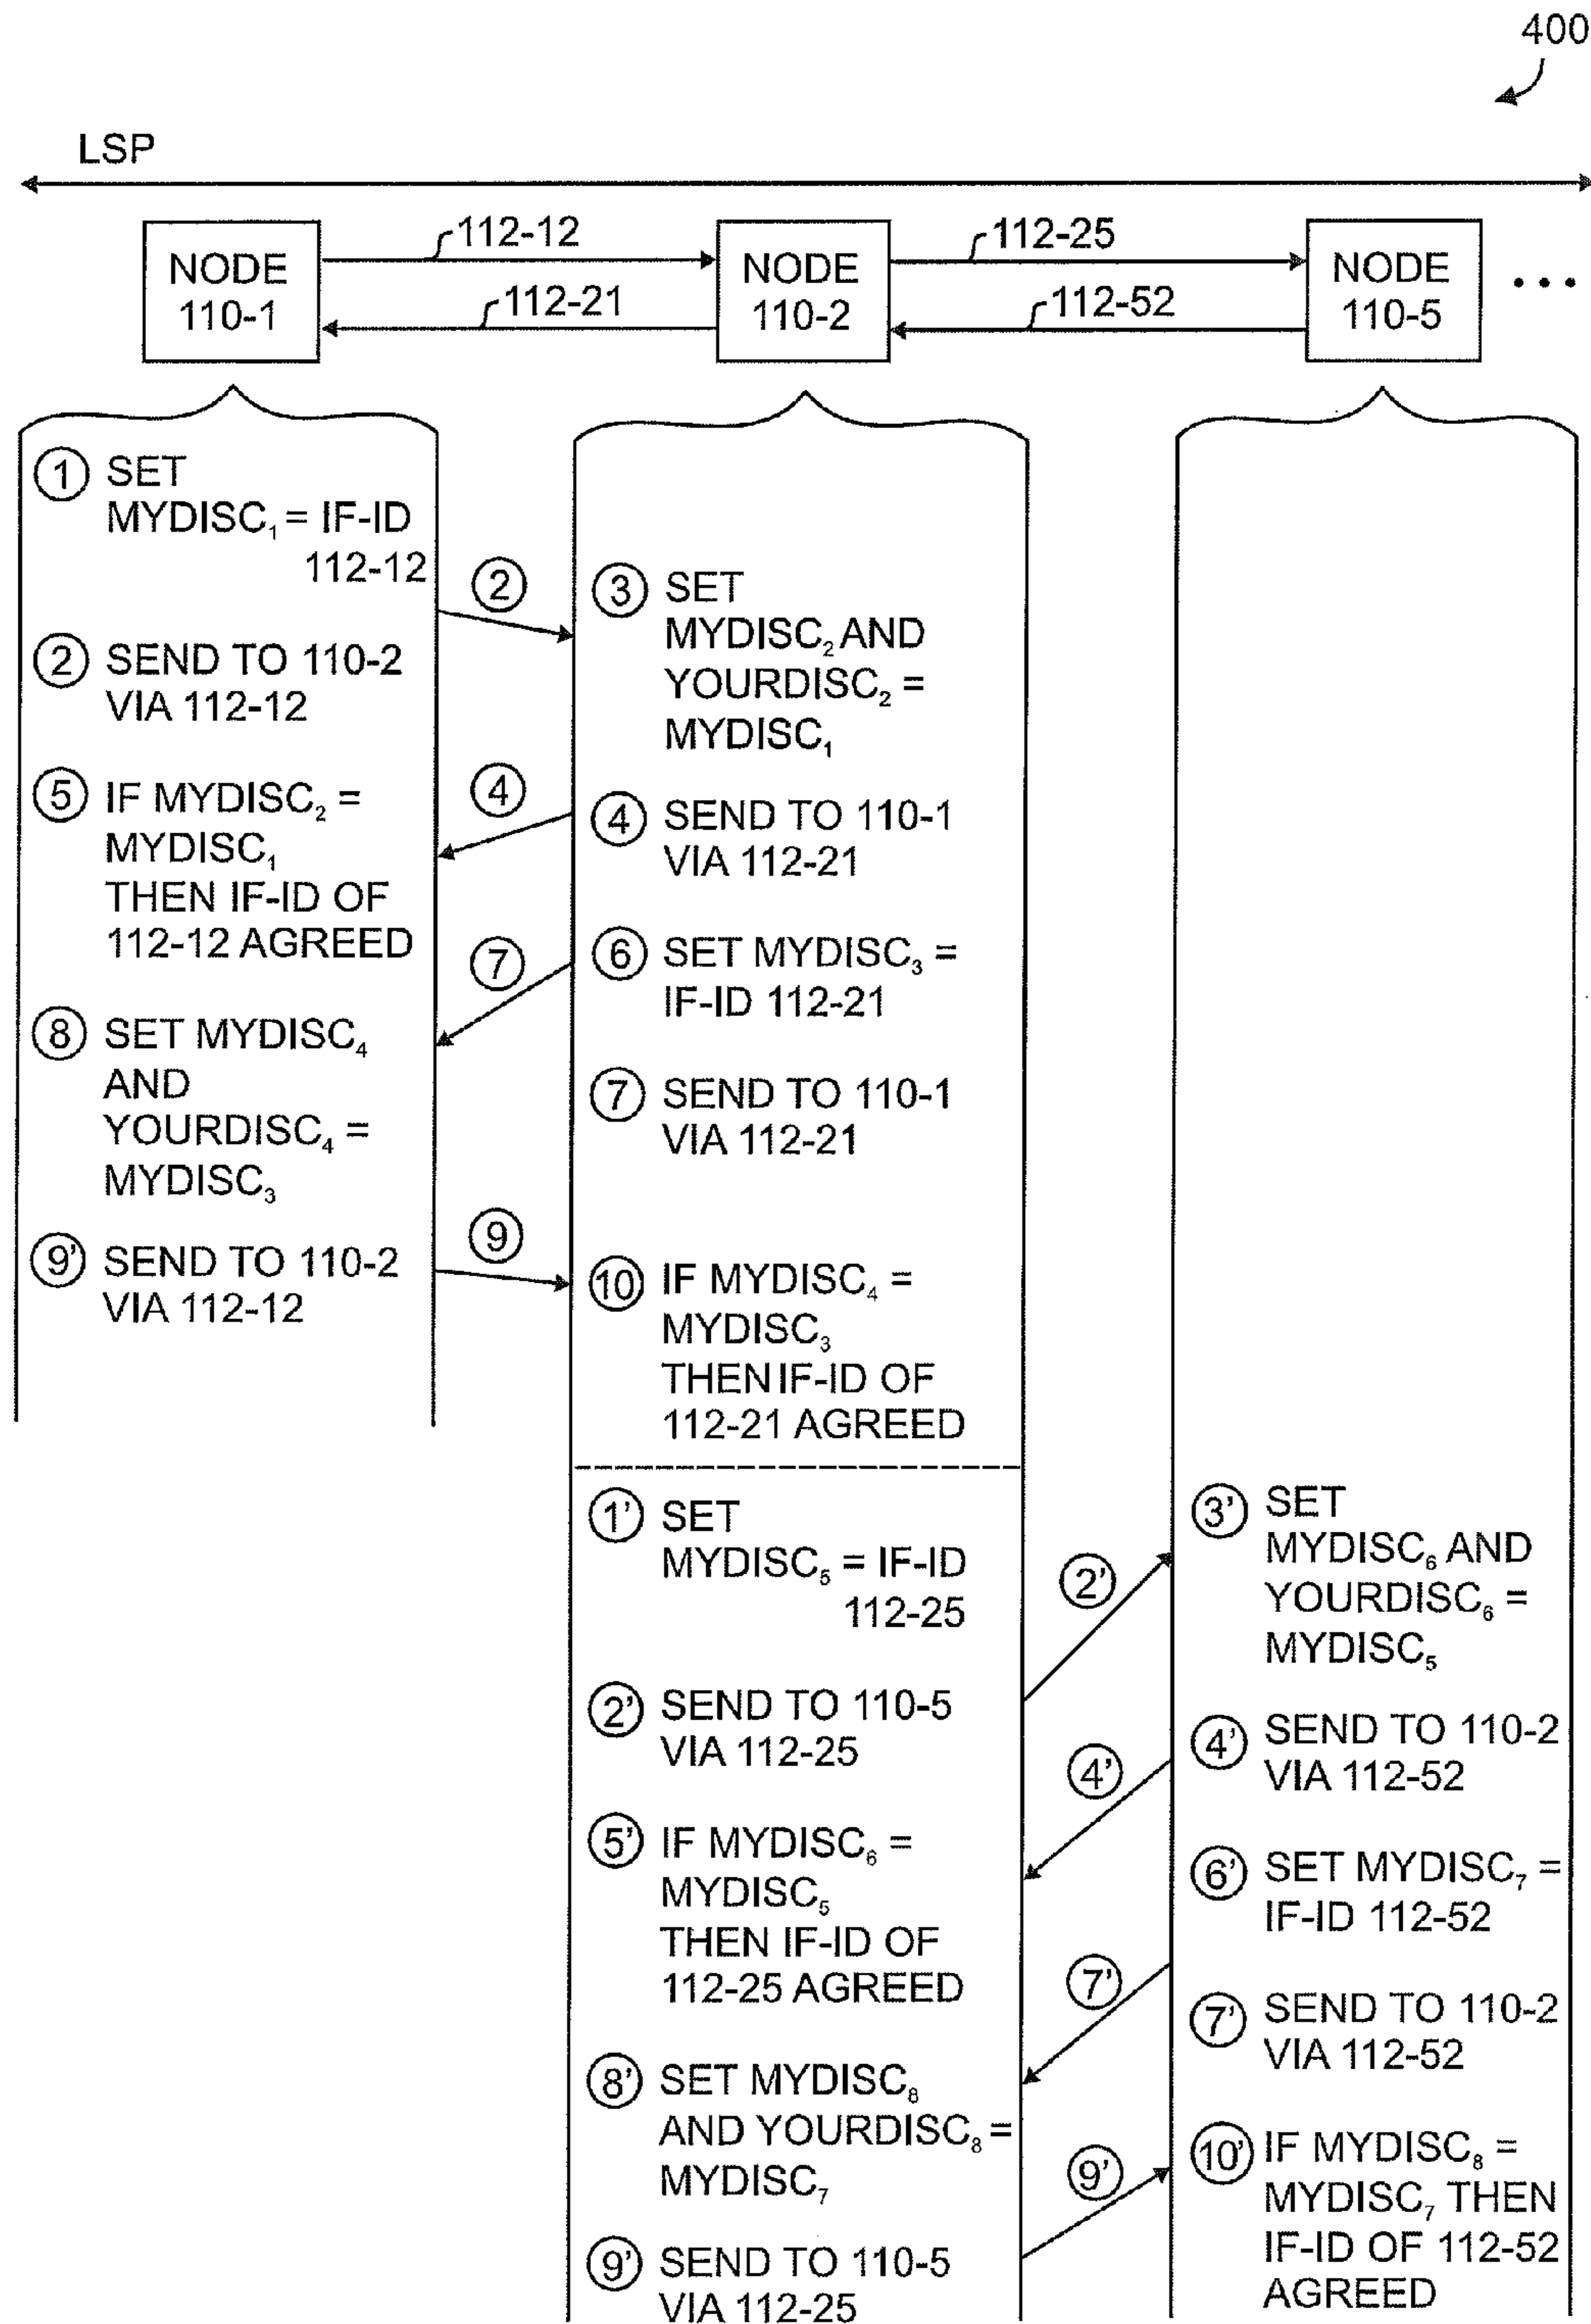 400
LSP
112-12
112-25
NODE
110-1
NODE
110-2
NODE
110-5
...
112-21
112-52
① SET
MYDISC₁ = IF-ID
112-12
② SEND TO 110-2
VIA 112-12
⑤ IF MYDISC₂ =
MYDISC₁
THEN IF-ID OF
112-12 AGREED
⑧ SET MYDISC₄
AND
YOURDISC₄ =
MYDISC₃
9' SEND TO 110-2
VIA 112-12
②
④
⑦
⑨
③ SET
MYDISC₂ AND
YOURDISC₂ =
MYDISC₁
④ SEND TO 110-1
VIA 112-21
⑥ SET MYDISC₃ =
IF-ID 112-21
⑦ SEND TO 110-1
VIA 112-21
⑩ IF MYDISC₄ =
MYDISC₃
THEN IF-ID OF
112-21 AGREED
1' SET
MYDISC₅ = IF-ID
112-25
2' SEND TO 110-5
VIA 112-25
5' IF MYDISC₆ =
MYDISC₅
THEN IF-ID OF
112-25 AGREED
8' SET MYDISC₈
AND YOURDISC₈ =
MYDISC₇
9' SEND TO 110-5
VIA 112-25
2'
4'
7'
9'
3' SET
MYDISC₆ AND
YOURDISC₆ =
MYDISC₅
4' SEND TO 110-2
VIA 112-52
6' SET MYDISC₇ =
IF-ID 112-52
7' SEND TO 110-2
VIA 112-52
10' IF MYDISC₈ =
MYDISC₇ THEN
IF-ID OF 112-52
AGREED